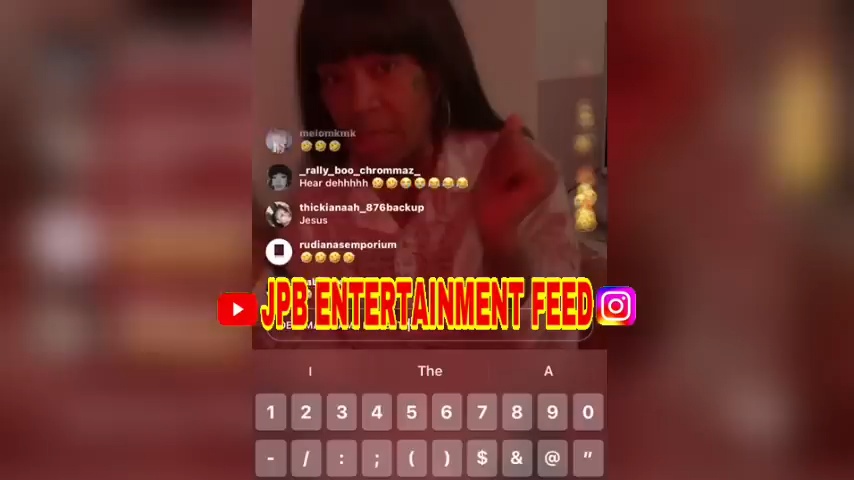 melomkmk
🤣🤣🤣
_rally_boo_chrommaz_
Hear dehhhhh 🤣🤣😭😭😂😂😂
thickianaah_876backup
Jesus
rudianasemporium
🤣🤣🤣🤣
JPB ENTERTAINMENT FEED
I The A
1 2 3 4 5 6 7 8 9 0
- / : ; ( ) $ & @ "